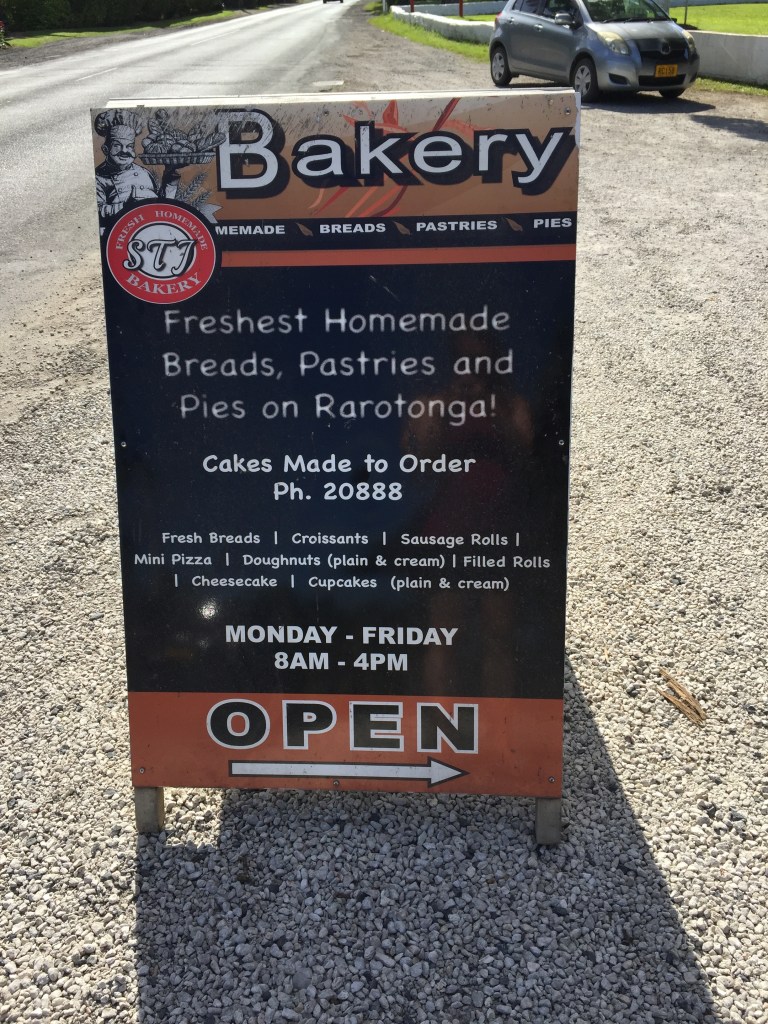 Bakery
MEMADE BREADS PASTRIES PIES
FRESH HOMEMADE
STJ
BAKERY
Freshest Homemade
Breads, Pastries and
Pies on Rarotonga!
Cakes Made to Order
Ph. 20888
Fresh Breads | Croissants | Sausage Rolls |
Mini Pizza | Doughnuts (plain & cream) | Filled Rolls
| Cheesecake | Cupcakes (plain & cream)
MONDAY - FRIDAY
8AM - 4PM
OPEN